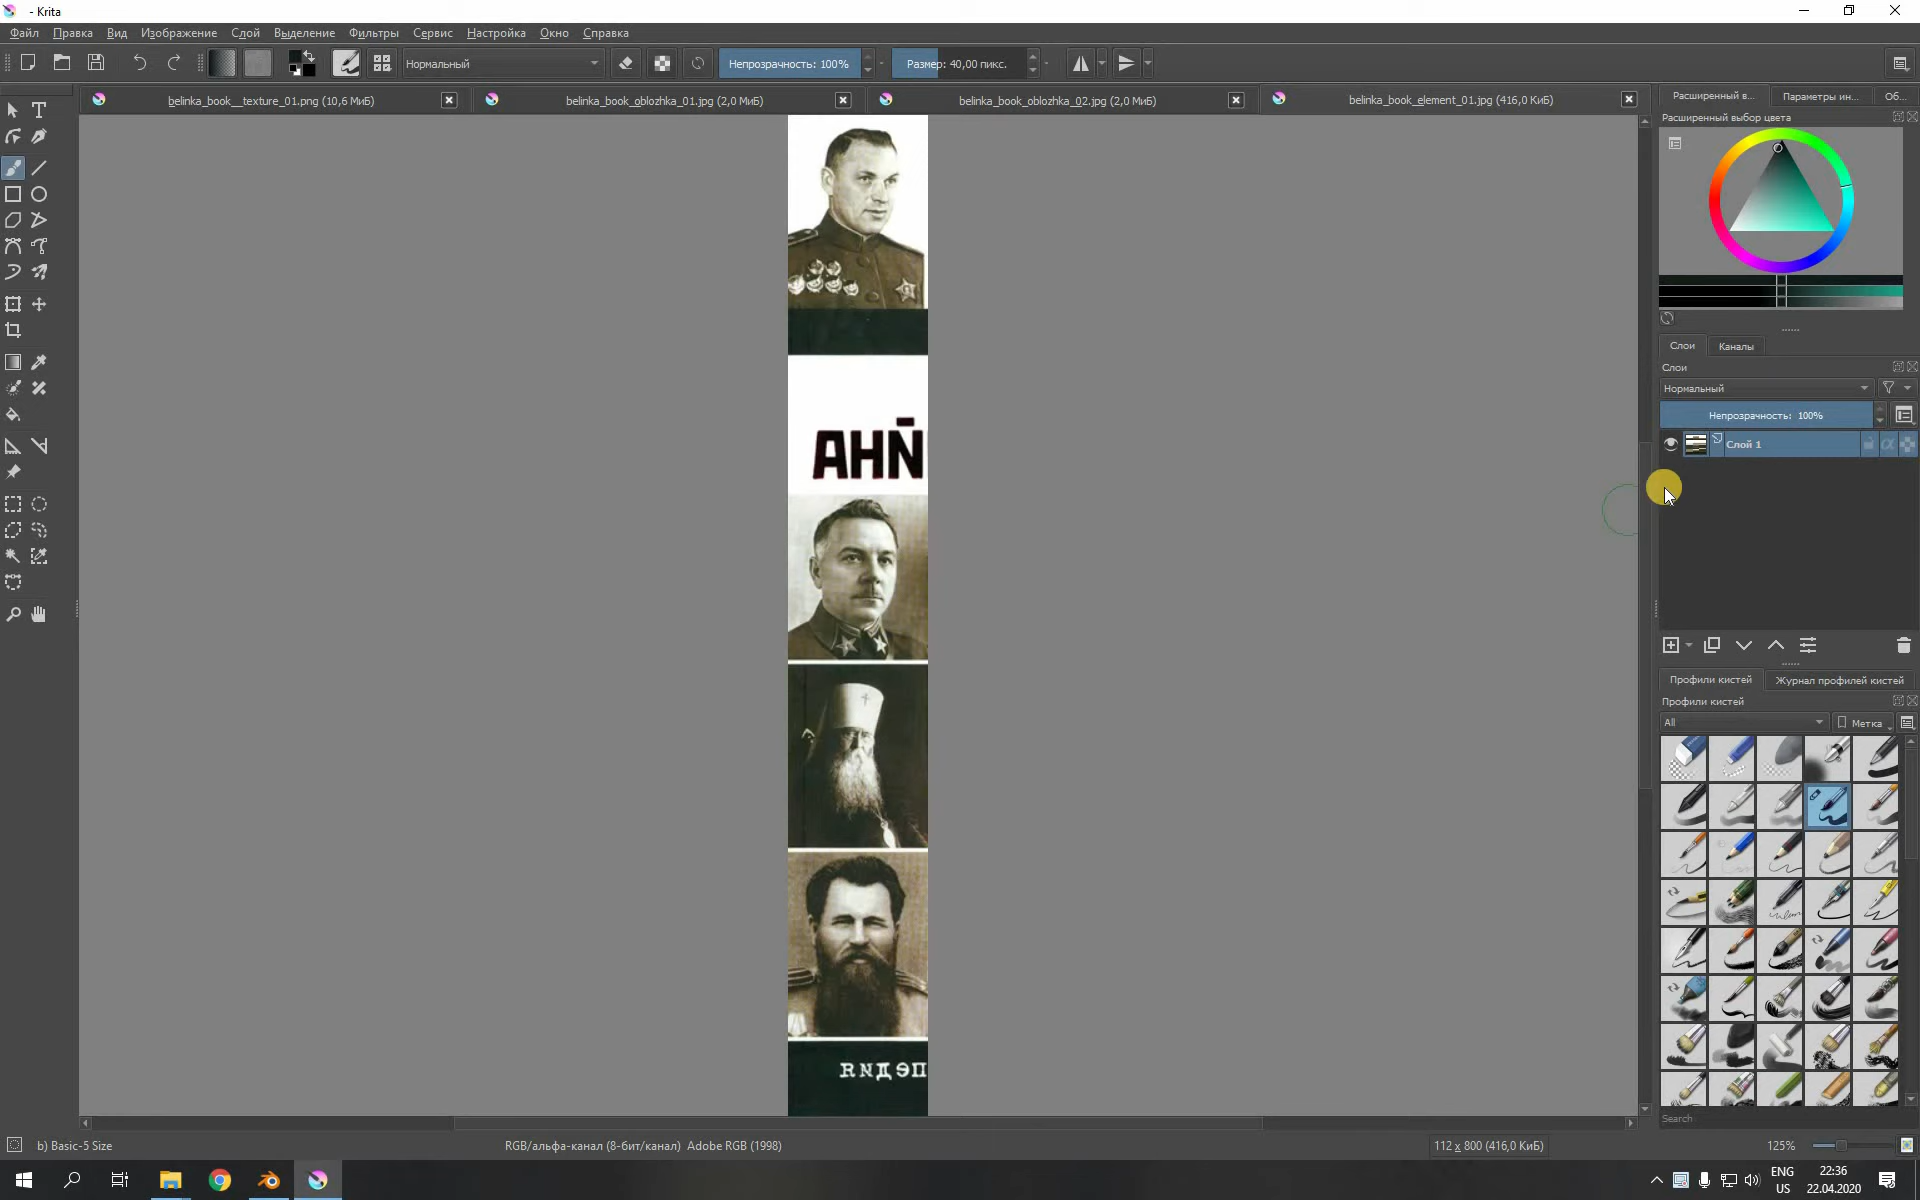 - Krita
Файл Правка Вид Изображение Слой Выделение Фильтры Сервис Настройка Окно Справка
Нормальный Непрозрачность: 100% Размер: 40,00 пикс.
belinka_book__texture_01.png (10,6 МиБ) belinka_book_oblozhka_01.jpg (2,0 МиБ) belinka_book_oblozhka_02.jpg (2,0 МиБ) belinka_book_element_01.jpg (416,0 КиБ)
Расширенный в... Параметры ин... Об...
Расширенный выбор цвета
Слои Каналы
Слои
Нормальный
Непрозрачность: 100%
Слой 1
Профили кистей Журнал профилей кистей
Профили кистей
All Метка
Search
b) Basic-5 Size RGB/альфа-канал (8-бит/канал) Adobe RGB (1998) 112 x 800 (416,0 КиБ) 125%
ENG
US
22:36
22.04.2020